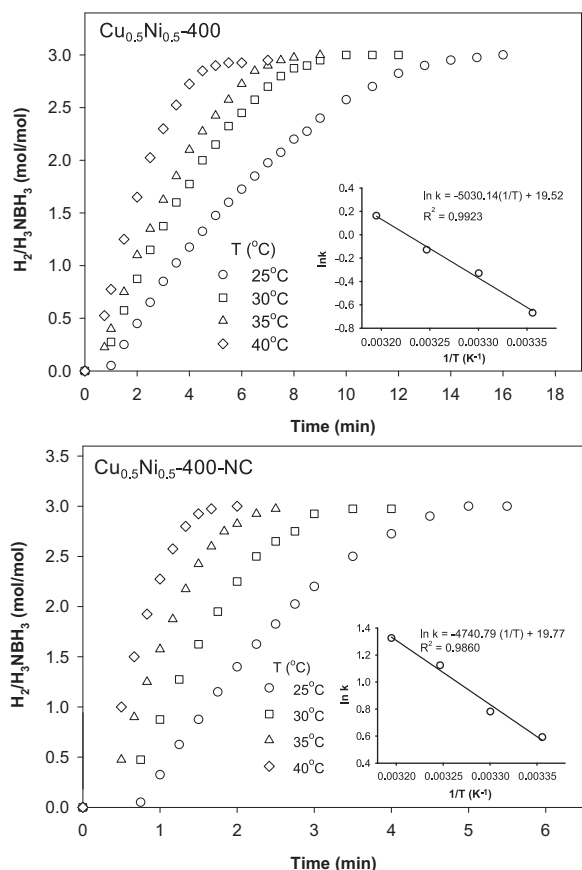 Cu0.5Ni0.5-400
H2/H3NBH3 (mol/mol)
3.5
3.0
2.5
2.0
1.5
1.0
0.5
0.0
T (°C)
25°C
30°C
35°C
40°C
ln k = -5030.14(1/T) + 19.52
R2 = 0.9923
lnk
0.4
0.2
0.0
-0.2
-0.4
-0.6
-0.8
0.00320 0.00325 0.00330 0.00335
1/T (K-1)
0 2 4 6 8 10 12 14 16 18
Time (min)
Cu0.5Ni0.5-400-NC
H2/H3NBH3 (mol/mol)
3.5
3.0
2.5
2.0
1.5
1.0
0.5
0.0
T (°C)
25°C
30°C
35°C
40°C
ln k = -4740.79 (1/T) + 19.77
R2 = 0.9860
ln k
1.4
1.2
1.0
0.8
0.6
0.4
0.00320 0.00325 0.00330 0.00335
1/T (K-1)
0 1 2 3 4 5 6
Time (min)